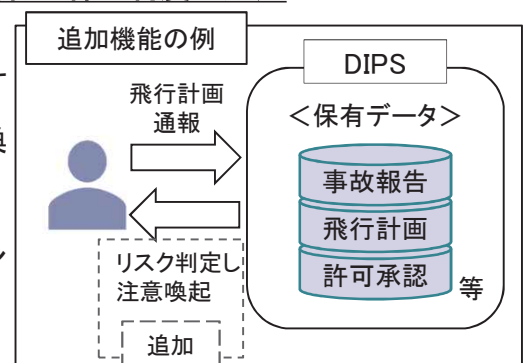 追加機能の例
DIPS
飛行計画
通報
＜保有データ＞
事故報告
飛行計画
許可承認
等
リスク判定し
注意喚起
追加